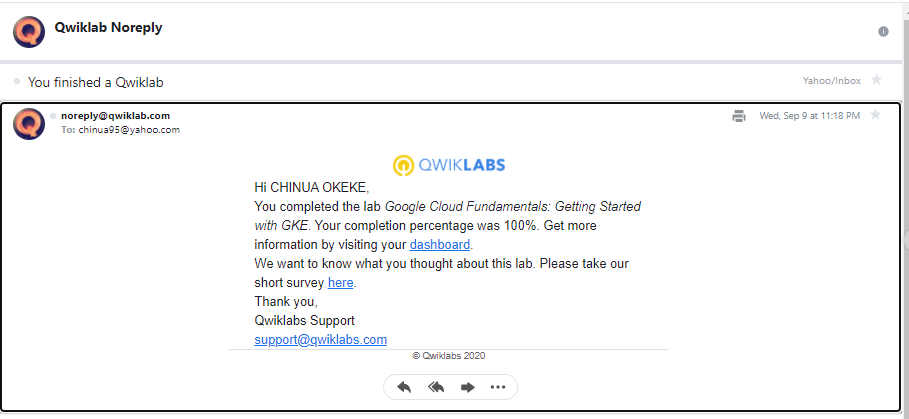 Qwiklab Noreply
You finished a Qwiklab
Yahoo/Inbox
noreply@qwiklab.com
Wed, Sep 9 at 11:18 PM
To: chinua95@yahoo.com
QWIKLABS
Hi CHINUA OKEKE,
You completed the lab Google Cloud Fundamentals: Getting Started
with GKE. Your completion percentage was 100%. Get more
information by visiting your dashboard.
We want to know what you thought about this lab. Please take our
short survey here.
Thank you,
Qwiklabs Support
support@qwiklabs.com
© Qwiklabs 2020